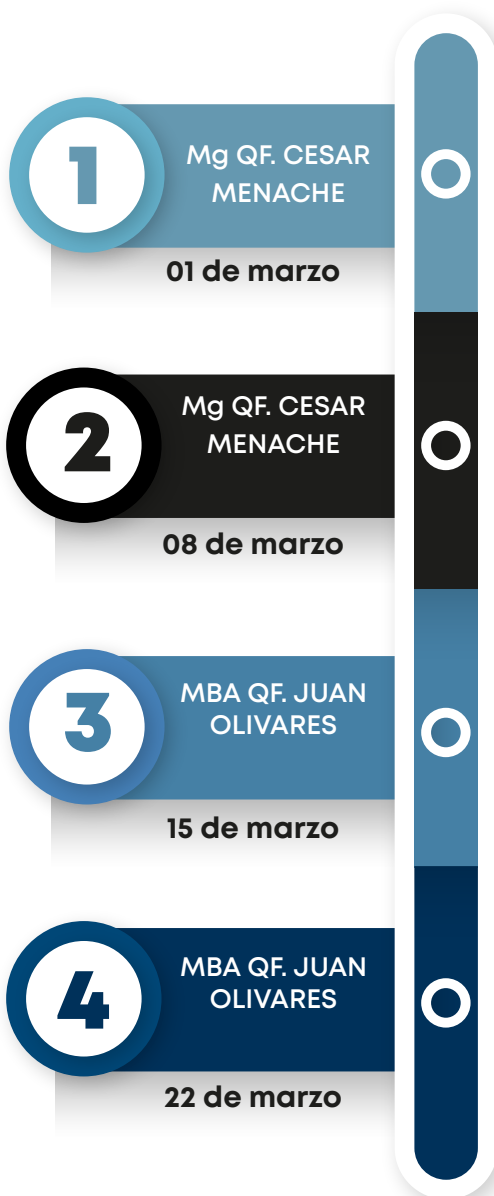 1
Mg QF. CESAR
MENACHE
01 de marzo
2
Mg QF. CESAR
MENACHE
08 de marzo
3
MBA QF. JUAN
OLIVARES
15 de marzo
4
MBA QF. JUAN
OLIVARES
22 de marzo